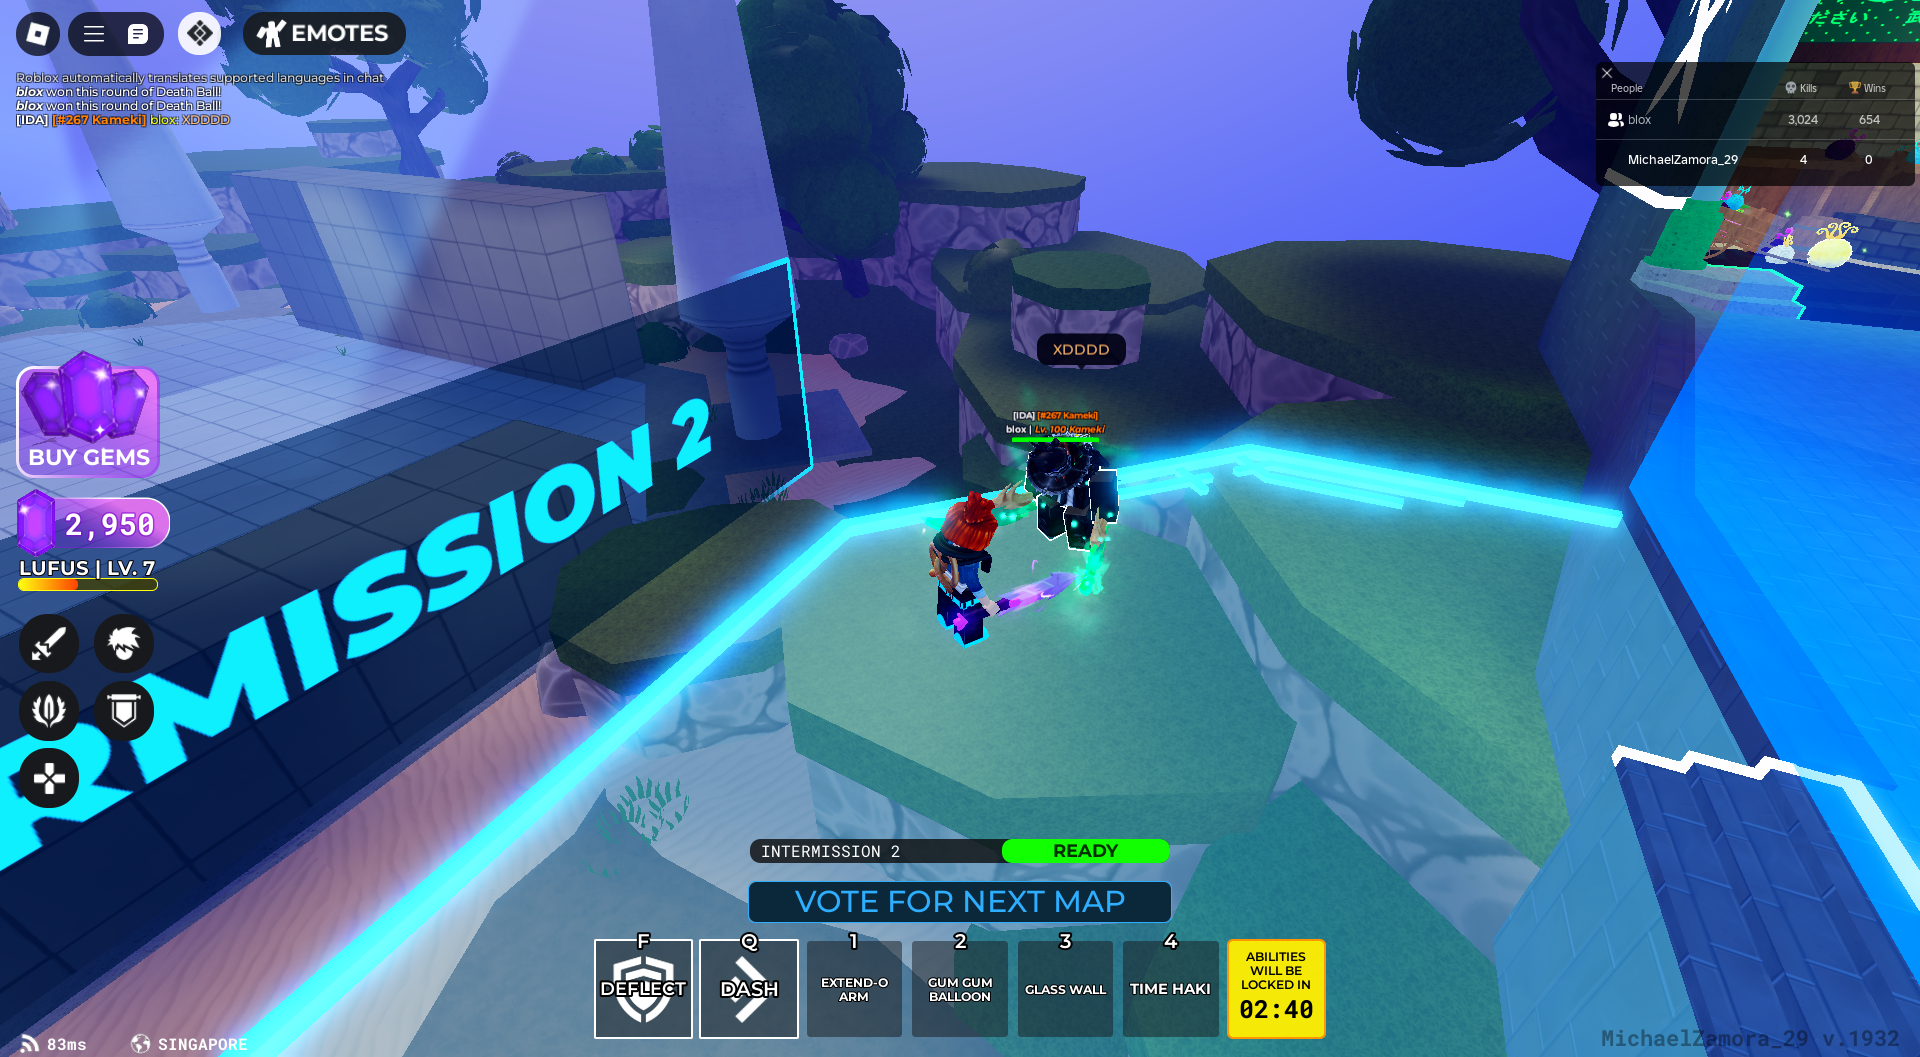 EMOTES
Roblox automatically translates supported languages in chat
blox won this round of Death Ball!
blox won this round of Death Ball!
[IDA] [#267 Kameki] blox: XDDDD
People Kills Wins
blox 3,024 654
MichaelZamora_29 4 0
ださい
XDDDD
[IDA] [#267 Kameki]
blox | Lv. 100 Kameki
BUY GEMS
2,950
LUFUS | LV. 7
RMISSION 2
INTERMISSION 2 READY
VOTE FOR NEXT MAP
F
DEFLECT
Q
DASH
1
EXTEND-O
ARM
2
GUM GUM
BALLOON
3
GLASS WALL
4
TIME HAKI
ABILITIES
WILL BE
LOCKED IN
02:40
83ms SINGAPORE
MichaelZamora_29 v.1932